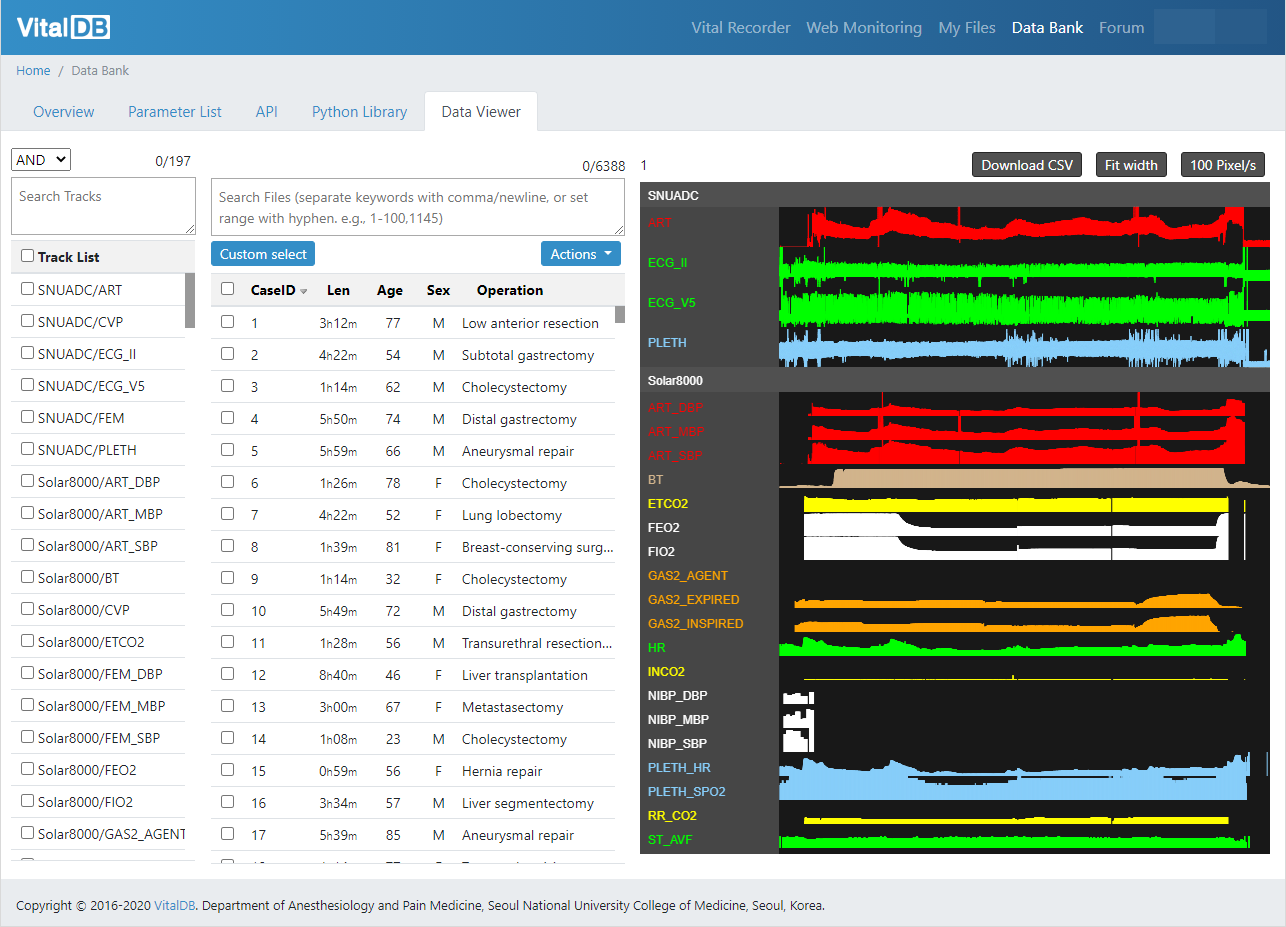 VitalDB
Vital Recorder Web Monitoring My Files Data Bank Forum
Home / Data Bank
Overview Parameter List API Python Library Data Viewer
AND 0/197
Search Tracks
Track List
SNUADC/ART
SNUADC/CVP
SNUADC/ECG_II
SNUADC/ECG_V5
SNUADC/FEM
SNUADC/PLETH
Solar8000/ART_DBP
Solar8000/ART_MBP
Solar8000/ART_SBP
Solar8000/BT
Solar8000/CVP
Solar8000/ETCO2
Solar8000/FEM_DBP
Solar8000/FEM_MBP
Solar8000/FEM_SBP
Solar8000/FEO2
Solar8000/FIO2
Solar8000/GAS2_AGENT
0/6388
Search Files (separate keywords with comma/newline, or set
range with hyphen. e.g., 1-100,1145)
Custom select Actions
CaseID Len Age Sex Operation
1 3h12m 77 M Low anterior resection
2 4h22m 54 M Subtotal gastrectomy
3 1h14m 62 M Cholecystectomy
4 5h50m 74 M Distal gastrectomy
5 5h59m 66 M Aneurysmal repair
6 1h26m 78 F Cholecystectomy
7 4h22m 52 F Lung lobectomy
8 1h39m 81 F Breast-conserving surg...
9 1h14m 32 F Cholecystectomy
10 5h49m 72 M Distal gastrectomy
11 1h28m 56 M Transurethral resection...
12 8h40m 46 F Liver transplantation
13 3h00m 67 F Metastasectomy
14 1h08m 23 M Cholecystectomy
15 0h59m 56 F Hernia repair
16 3h34m 57 M Liver segmentectomy
17 5h39m 85 M Aneurysmal repair
1 Download CSV Fit width 100 Pixel/s
SNUADC
ART
ECG_II
ECG_V5
PLETH
Solar8000
ART_DBP
ART_MBP
ART_SBP
BT
ETCO2
FEO2
FIO2
GAS2_AGENT
GAS2_EXPIRED
GAS2_INSPIRED
HR
INCO2
NIBP_DBP
NIBP_MBP
NIBP_SBP
PLETH_HR
PLETH_SPO2
RR_CO2
ST_AVF
Copyright © 2016-2020 VitalDB. Department of Anesthesiology and Pain Medicine, Seoul National University College of Medicine, Seoul, Korea.